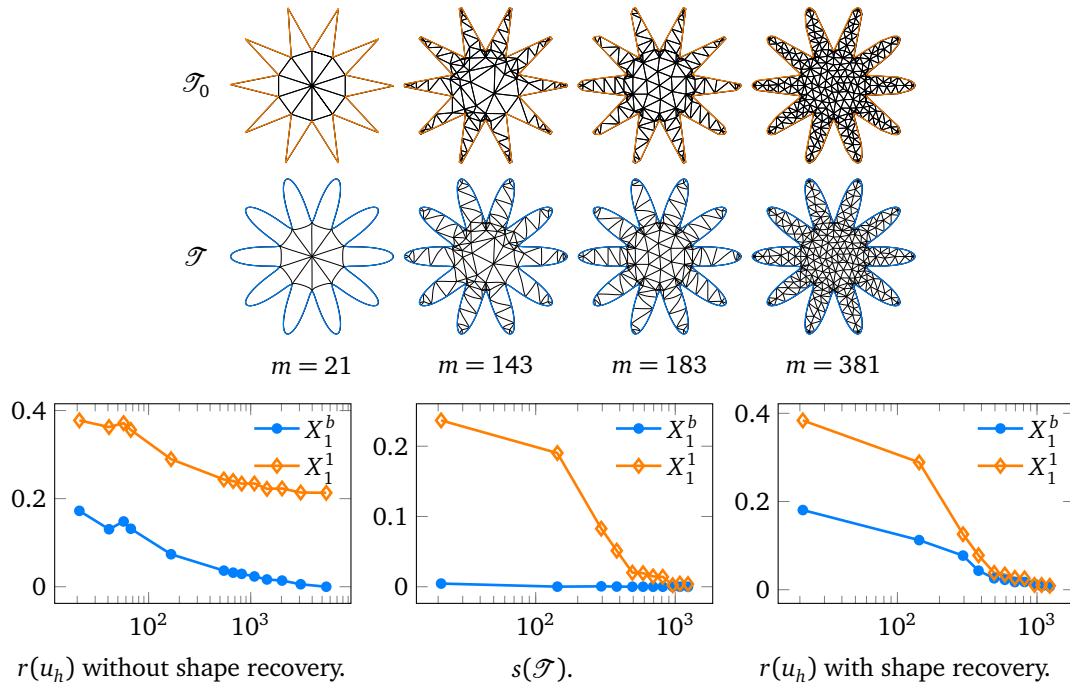 𝒯₀
𝒯
m = 21
m = 143
m = 183
m = 381
0.4
0.2
0
10²
10³
X₁ᵇ
X₁¹
r(uₕ) without shape recovery.
0.2
0.1
0
10²
10³
X₁ᵇ
X₁¹
s(𝒯).
0.4
0.2
0
10²
10³
X₁ᵇ
X₁¹
r(uₕ) with shape recovery.